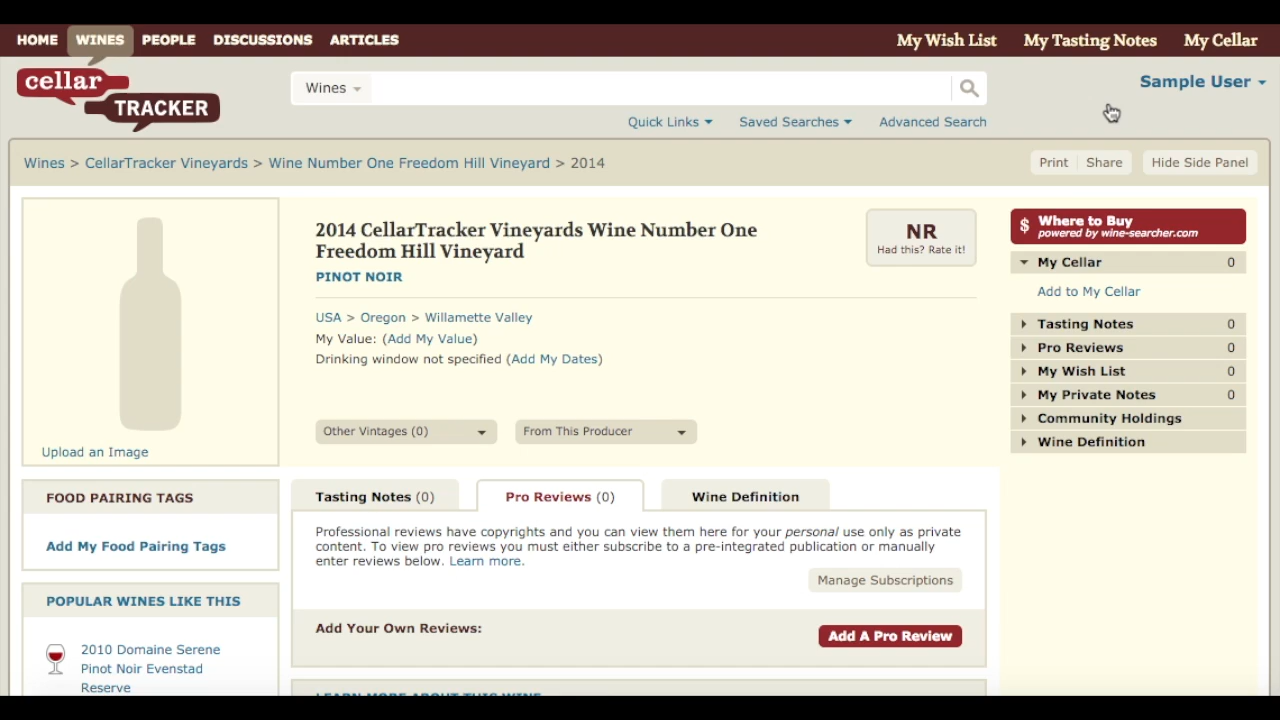 HOME WINES PEOPLE DISCUSSIONS ARTICLES My Wish List My Tasting Notes My Cellar
cellar
TRACKER
Wines
Sample User
Quick Links Saved Searches Advanced Search
Wines > CellarTracker Vineyards > Wine Number One Freedom Hill Vineyard > 2014
Print Share Hide Side Panel
2014 CellarTracker Vineyards Wine Number One
Freedom Hill Vineyard
PINOT NOIR
NR
Had this? Rate it!
USA > Oregon > Willamette Valley
My Value: (Add My Value)
Drinking window not specified (Add My Dates)
Other Vintages (0) From This Producer
Upload an Image
$ Where to Buy
powered by wine-searcher.com
My Cellar 0
Add to My Cellar
Tasting Notes 0
Pro Reviews 0
My Wish List 0
My Private Notes 0
Community Holdings
Wine Definition
FOOD PAIRING TAGS
Add My Food Pairing Tags
POPULAR WINES LIKE THIS
2010 Domaine Serene
Pinot Noir Evenstad
Reserve
Tasting Notes (0) Pro Reviews (0) Wine Definition
Professional reviews have copyrights and you can view them here for your personal use only as private
content. To view pro reviews you must either subscribe to a pre-integrated publication or manually
enter reviews below. Learn more.
Manage Subscriptions
Add Your Own Reviews:
Add A Pro Review
LEARN MORE ABOUT THIS WINE